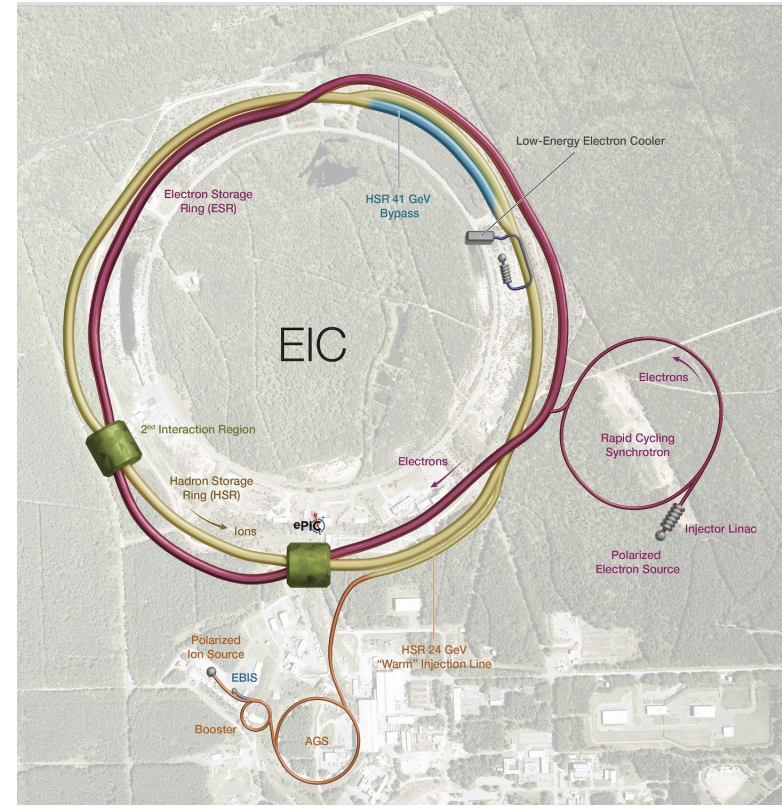 Low-Energy Electron Cooler
Electron Storage
Ring (ESR)
HSR 41 GeV
Bypass
EIC
Electrons
2nd Interaction Region
Rapid Cycling
Synchrotron
Electrons
Hadron Storage
Ring (HSR)
Ions
ePIC
Injector Linac
Polarized
Electron Source
Polarized
Ion Source
HSR 24 GeV
“Warm” Injection Line
EBIS
Booster
AGS